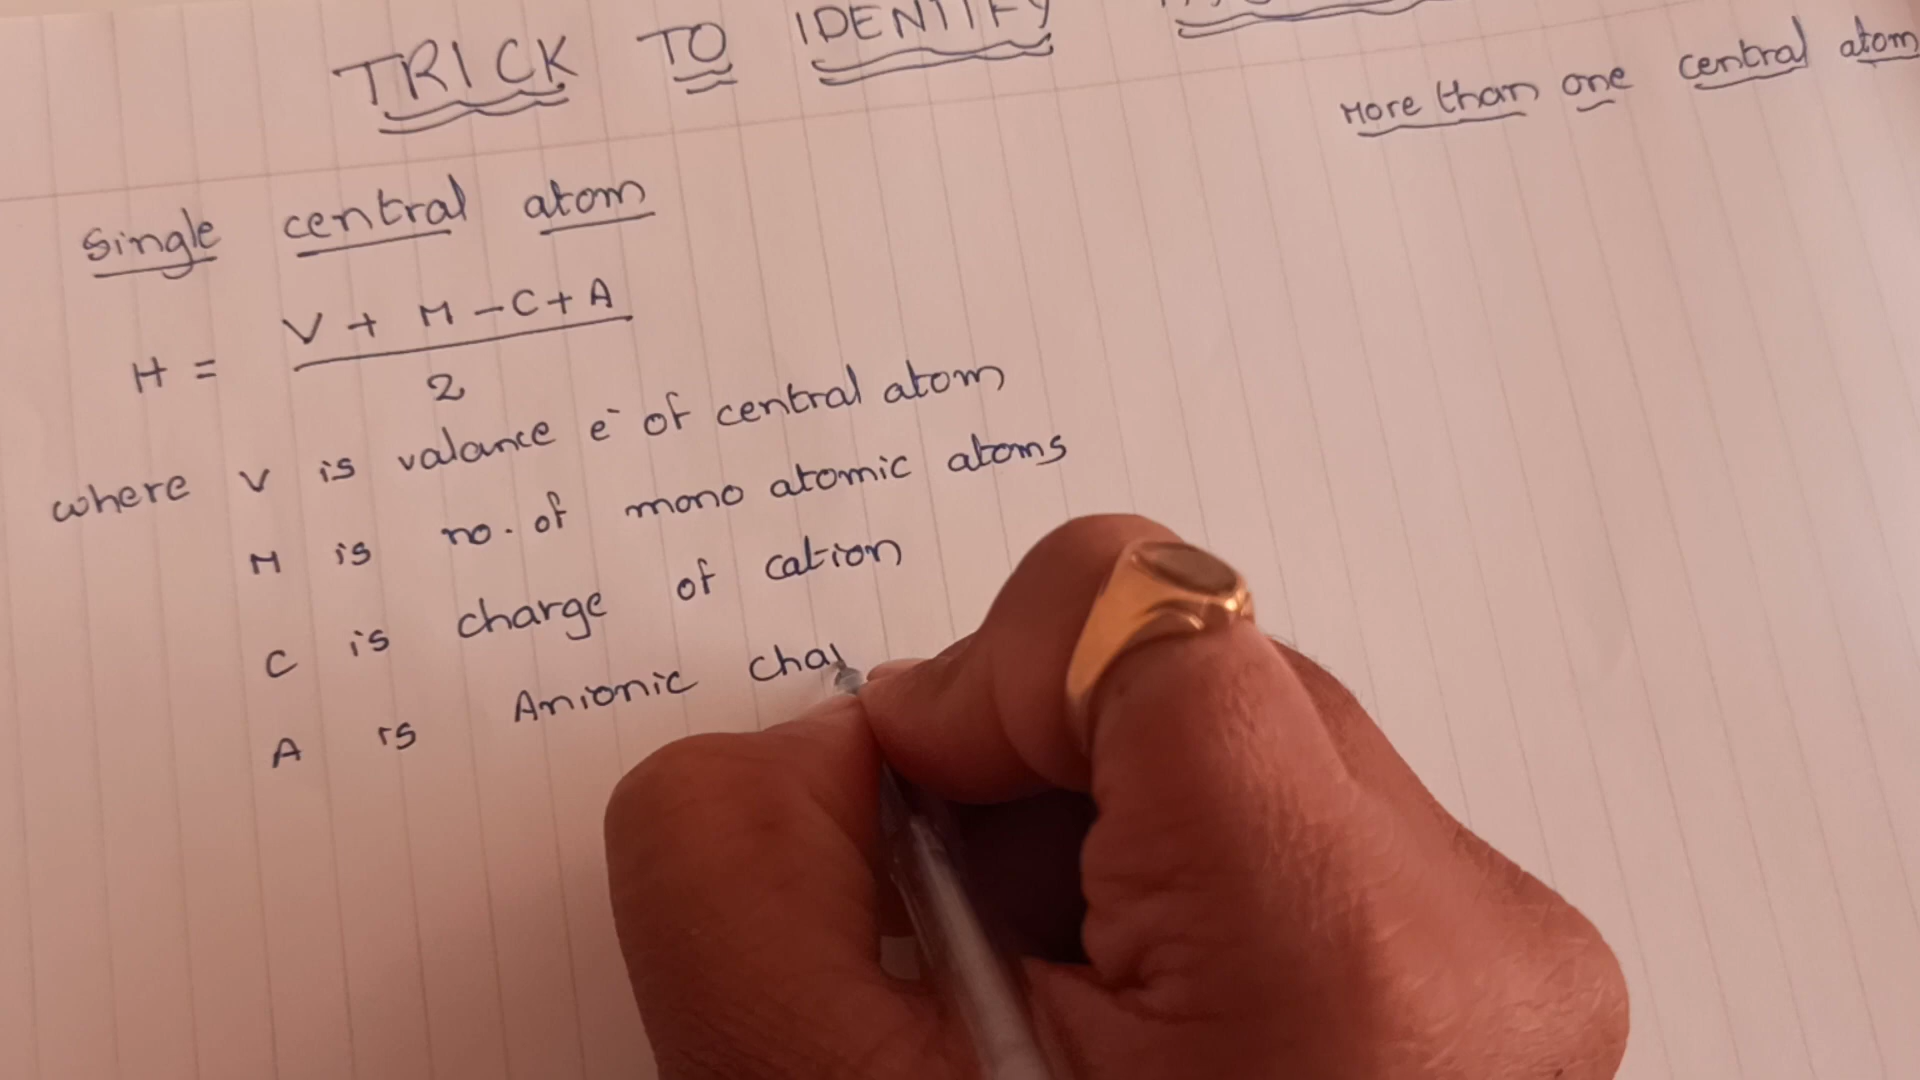 TRICK TO IDENTIFY
More than one central atom
Single central atom
H = V + M - C + A
2
where V is valance e⁻ of central atom
M is no. of mono atomic atoms
C is charge of cation
A is Anionic cha